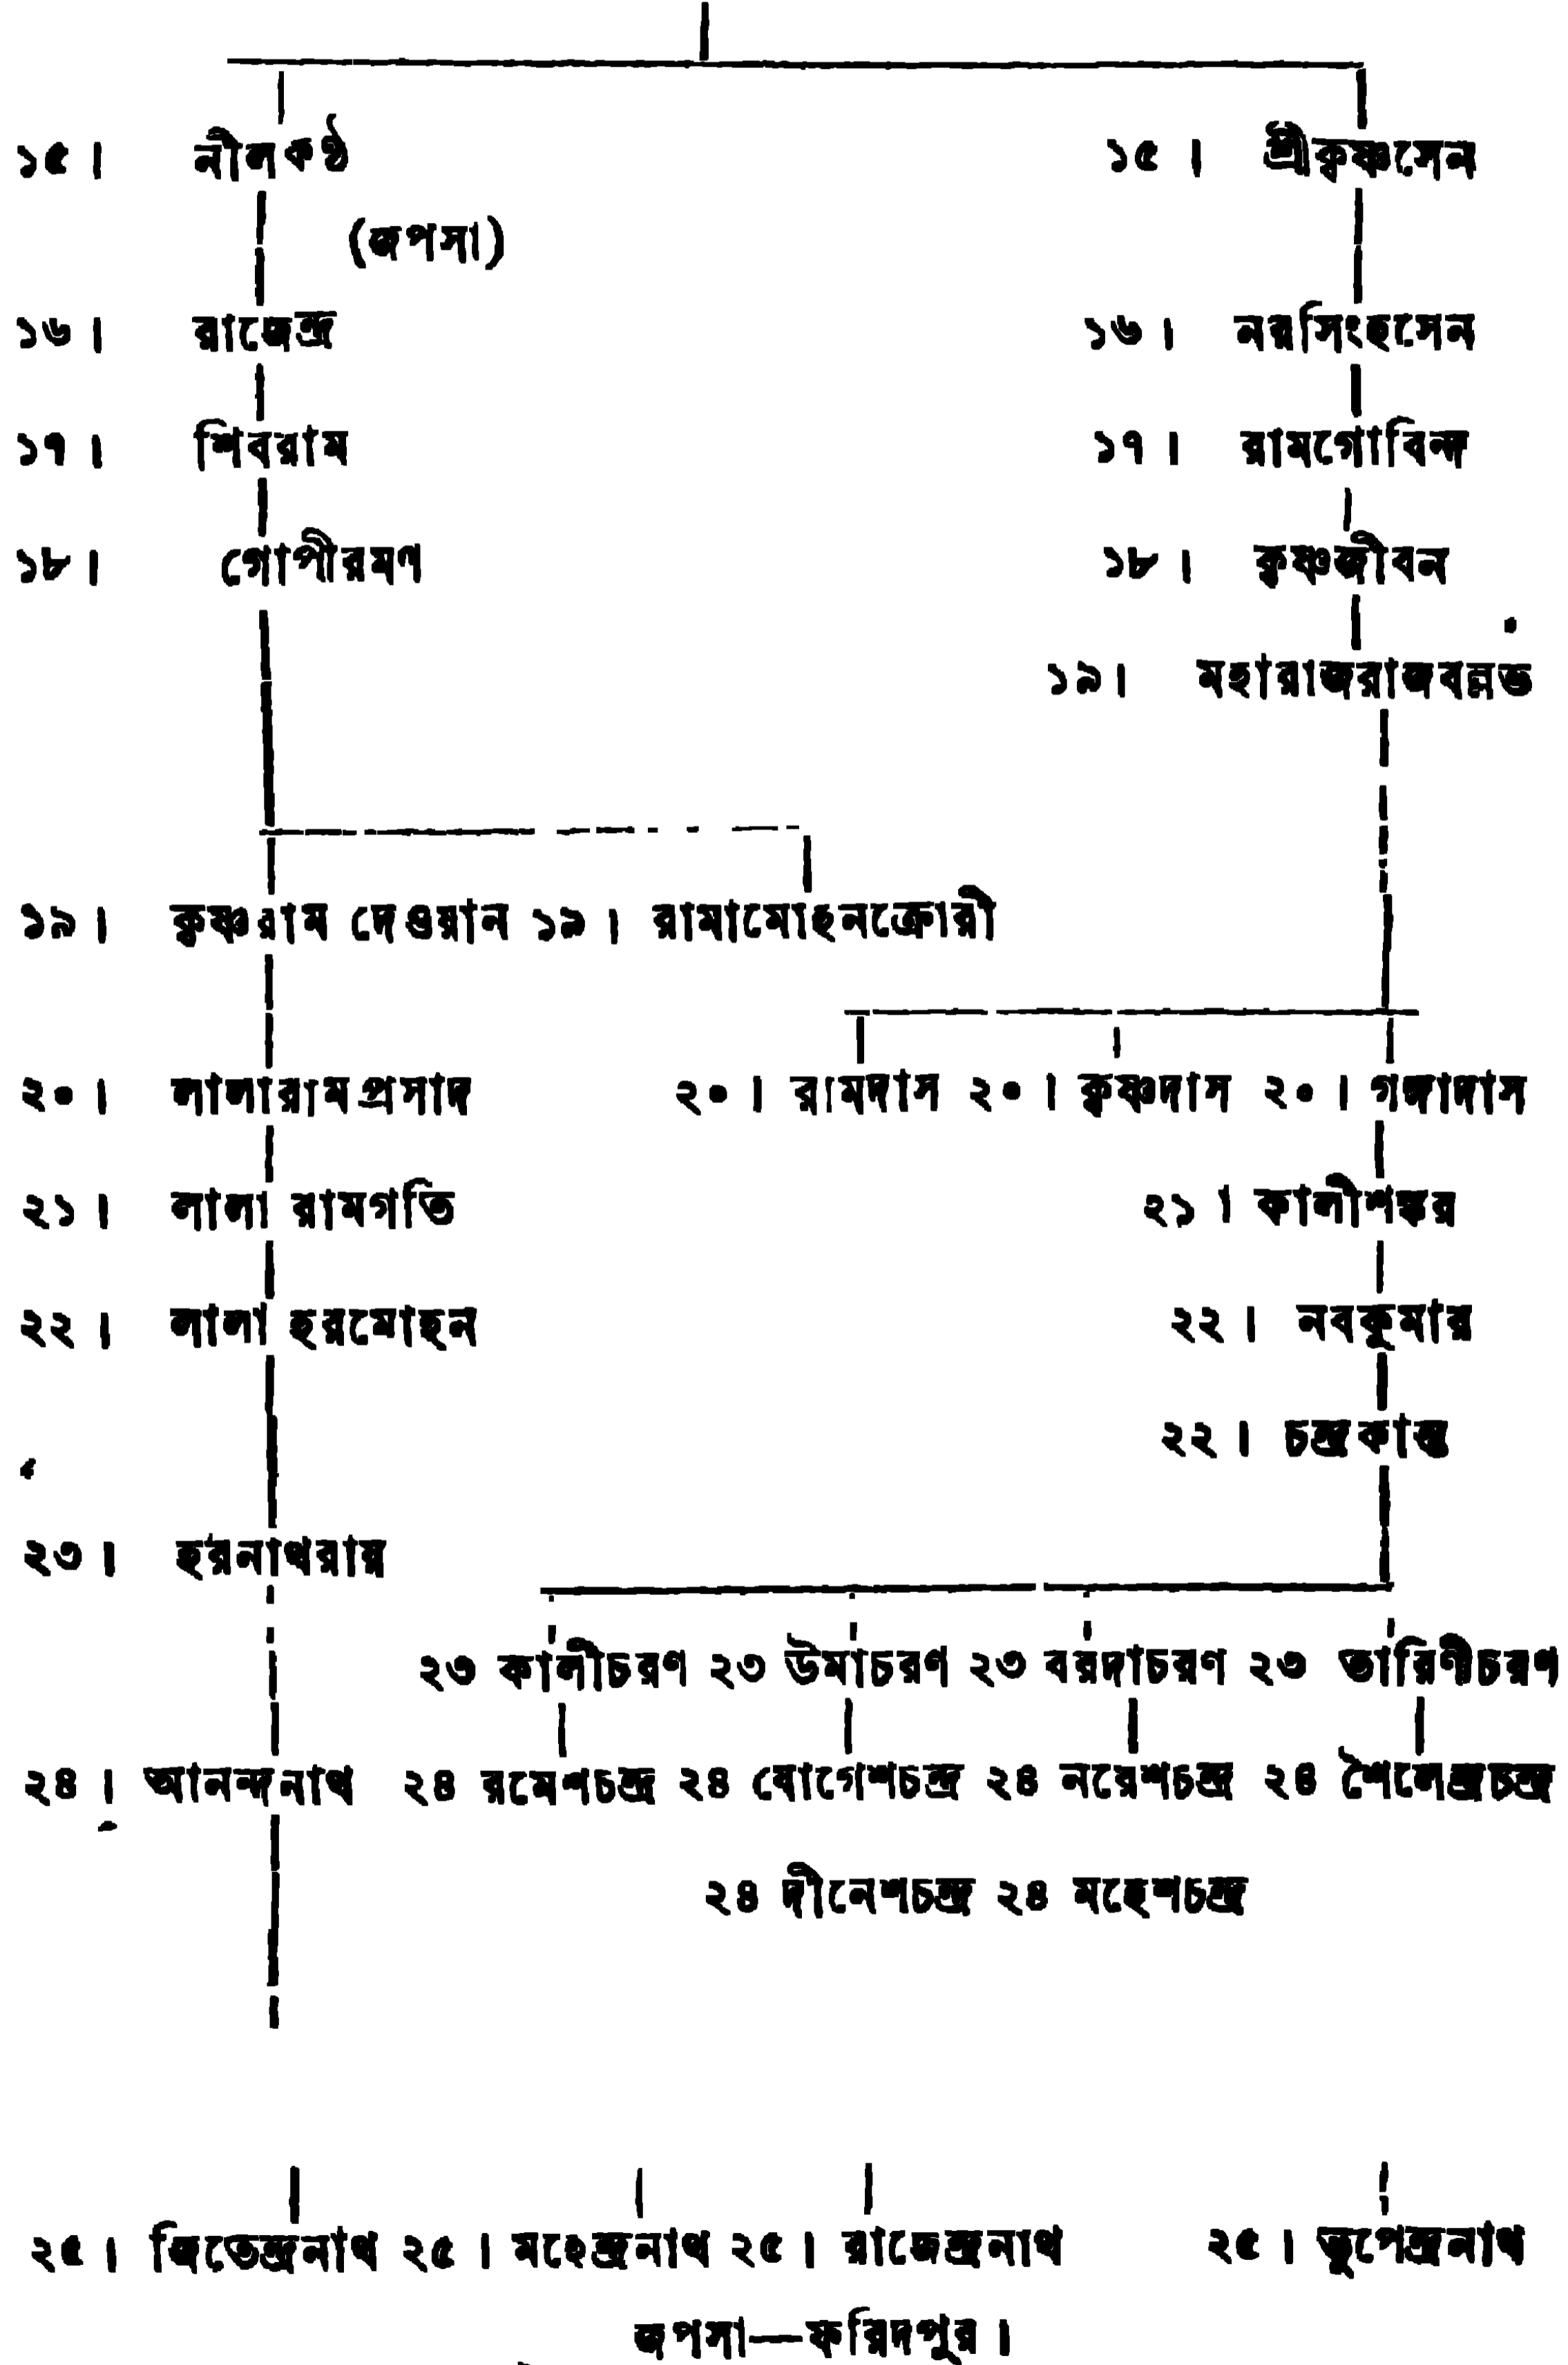 ১৫। নীলকণ্ঠ ১৫। শ্রীকৃষ্ণসেন
(জপসা)
১৬। রাজেন্দ্র ১৬। নরসিংহসেন
১৭। শিবরাম ১৭। রামগোবিন্দ
১৮। গোপীরমণ ১৮। কৃষ্ণজীবন
১৯। মহারাজরাজবল্লভ
১৯। কৃষ্ণরাম দেওয়ান ১৯। রামামোহনক্রোরী
২০। লালারামপ্রসাদ ২০। রামদাস ২০। কৃষ্ণদাস ২০। গঙ্গাদাস
২১। লালা রামগতি ২১। কালীশঙ্কর
২২। লালা হরমোহন ২২। নবকুমার
২২। চন্দ্রকান্ত
২৩। হরনাথরায়
২৩ কালীচরণ ২৩ উমাচরণ ২৩ বরদাচরণ ২৩ তারিণীচরণ
২৪। আনন্দনাথ ২৪ রমেশচন্দ্র ২৪ যোগেশচন্দ্র ২৪ নরেশচন্দ্র ২৪ শৈলেন্দ্রচন্দ্র
২৪ দীনেশচন্দ্র ২৪ মহেশচন্দ্র
২৫। জিতেন্দ্রনাথ ২৫। মহেন্দ্রনাথ ২৫। রাজেন্দ্রনাথ ২৫। ভূপেন্দ্রনাথ
জপসা—ফরিদপুর।